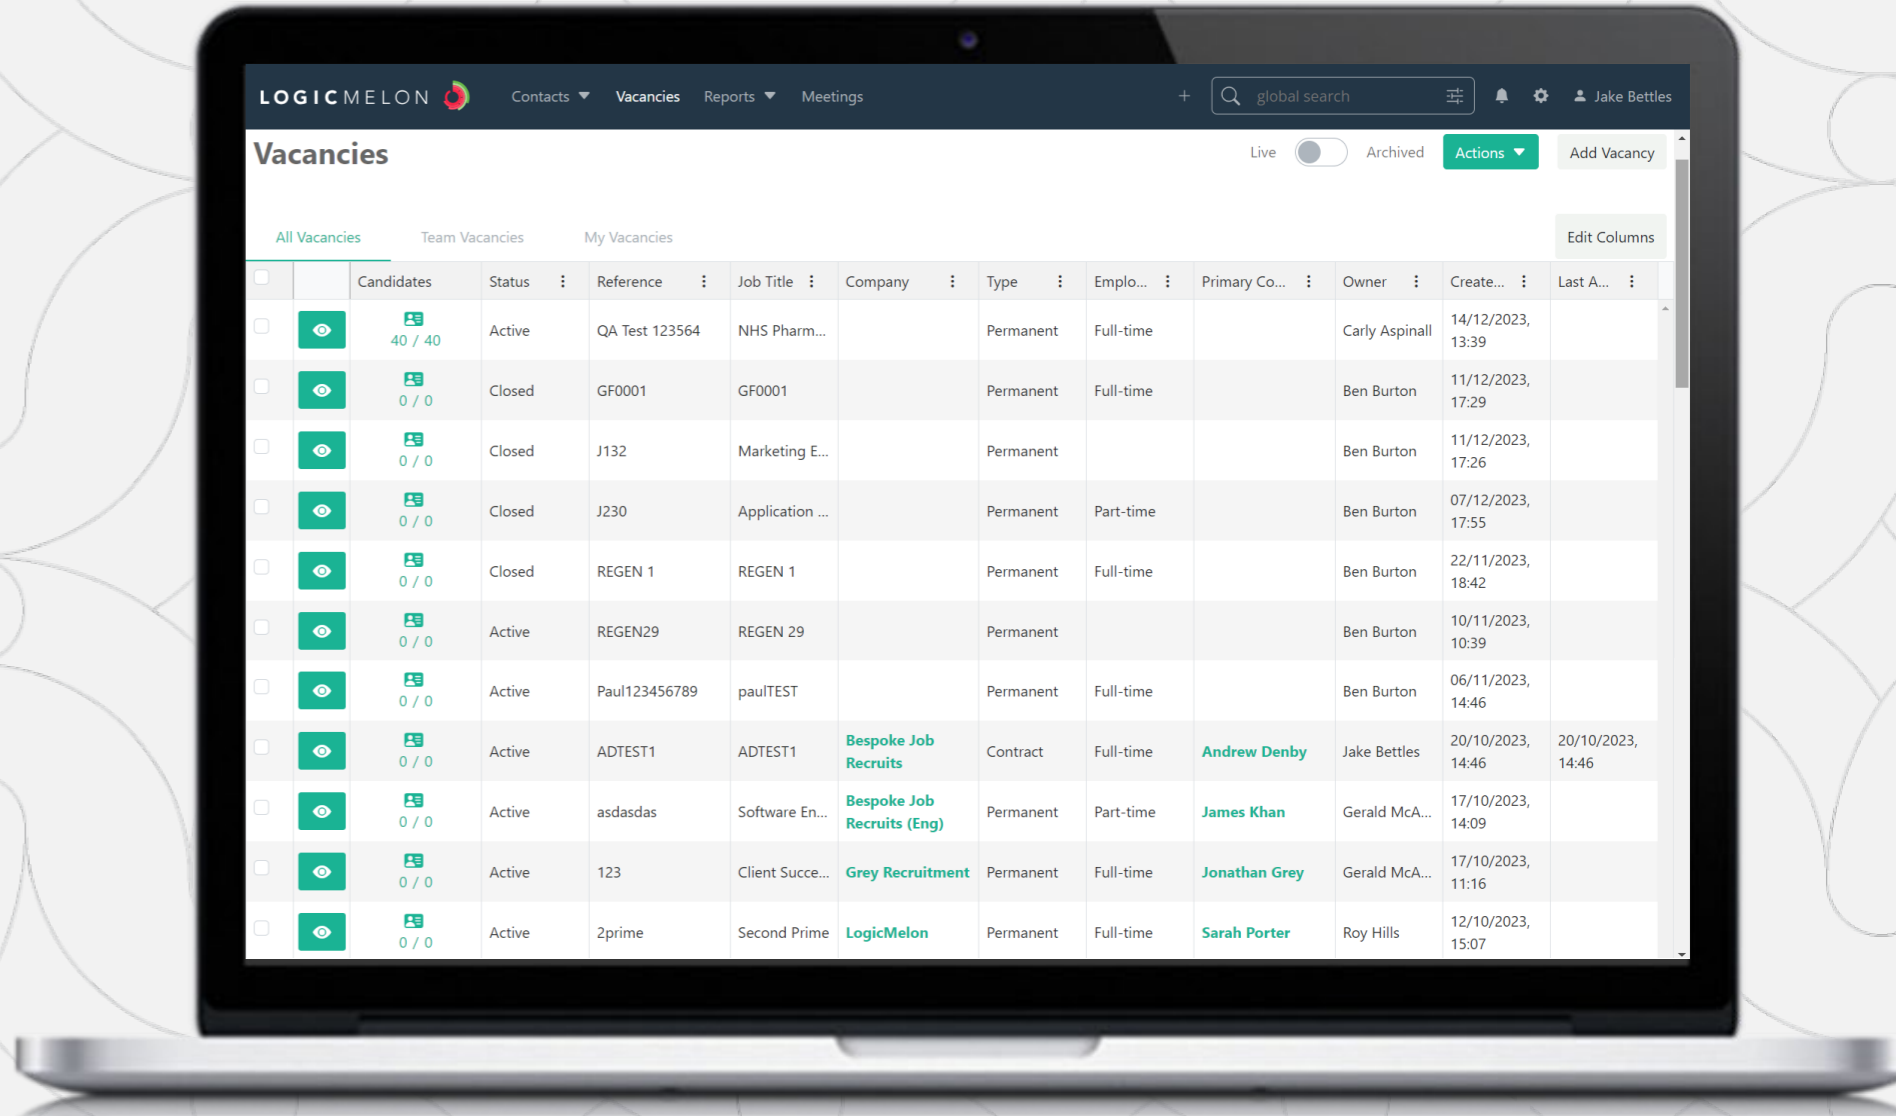 LOGICMELON Contacts Vacancies Reports Meetings + global search Jake Bettles
Vacancies Live Archived Actions Add Vacancy
All Vacancies Team Vacancies My Vacancies Edit Columns
Candidates Status Reference Job Title Company Type Emplo... Primary Co... Owner Create... Last A...
40 / 40 Active QA Test 123564 NHS Pharm... Permanent Full-time Carly Aspinall 14/12/2023, 13:39
0 / 0 Closed GF0001 GF0001 Permanent Full-time Ben Burton 11/12/2023, 17:29
0 / 0 Closed J132 Marketing E... Permanent Ben Burton 11/12/2023, 17:26
0 / 0 Closed J230 Application ... Permanent Part-time Ben Burton 07/12/2023, 17:55
0 / 0 Closed REGEN 1 REGEN 1 Permanent Full-time Ben Burton 22/11/2023, 18:42
0 / 0 Active REGEN29 REGEN 29 Permanent Ben Burton 10/11/2023, 10:39
0 / 0 Active Paul123456789 paulTEST Permanent Full-time Ben Burton 06/11/2023, 14:46
0 / 0 Active ADTEST1 ADTEST1 Bespoke Job Recruits Contract Full-time Andrew Denby Jake Bettles 20/10/2023, 14:46 20/10/2023, 14:46
0 / 0 Active asdasdas Software En... Bespoke Job Recruits (Eng) Permanent Part-time James Khan Gerald McA... 17/10/2023, 14:09
0 / 0 Active 123 Client Succe... Grey Recruitment Permanent Full-time Jonathan Grey Gerald McA... 17/10/2023, 11:16
0 / 0 Active 2prime Second Prime LogicMelon Permanent Full-time Sarah Porter Roy Hills 12/10/2023, 15:07